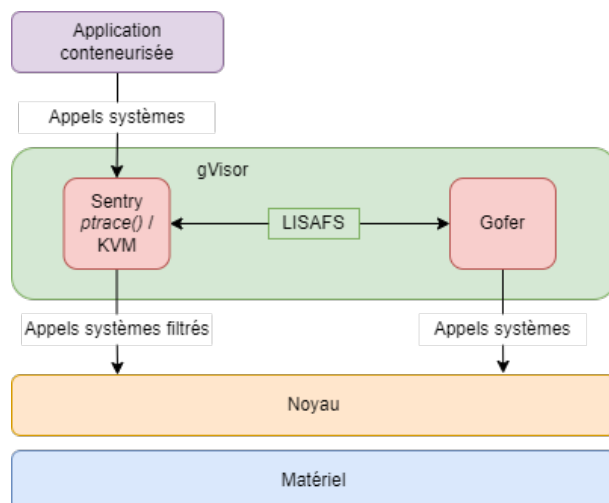 Application
conteneurisée
Appels systèmes
gVisor
Sentry
ptrace() /
KVM
LISAFS
Gofer
Appels systèmes filtrés
Appels systèmes
Noyau
Matériel